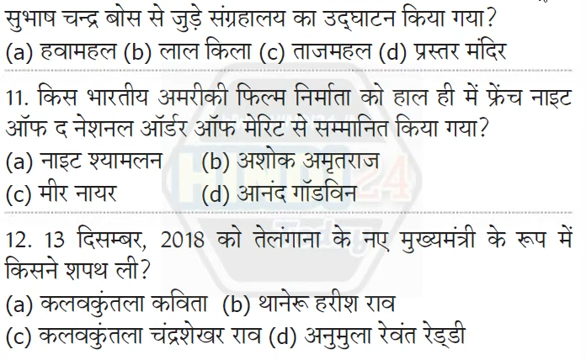 सुभाष चन्द्र बोस से जुड़े संग्रहालय का उद्घाटन किया गया?
(a) हवामहल (b) लाल किला (c) ताजमहल (d) प्रस्तर मंदिर
11. किस भारतीय अमरीकी फिल्म निर्माता को हाल ही में फ्रेंच नाइट
ऑफ द नेशनल ऑर्डर ऑफ मेरिट से सम्मानित किया गया?
(a) नाइट श्यामलन (b) अशोक अमृतराज
(c) मीर नायर (d) आनंद गॉडविन
12. 13 दिसम्बर, 2018 को तेलंगाना के नए मुख्यमंत्री के रूप में
किसने शपथ ली?
(a) कलवकुंतला कविता (b) थानेरू हरीश राव
(c) कलवकुंतला चंद्रशेखर राव (d) अनुमुला रेवंत रेड्डी